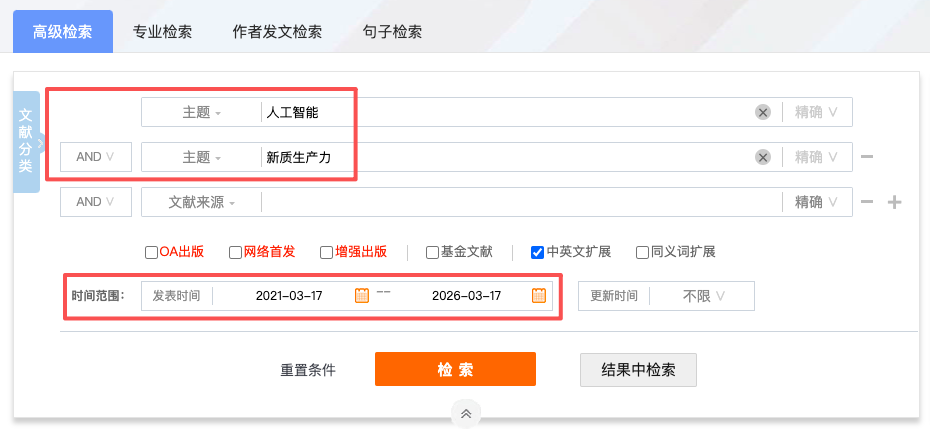 高级检索 专业检索 作者发文检索 句子检索
文献分类
主题 人工智能 精确
AND 主题 新质生产力 精确
AND 文献来源 精确
OA出版 网络首发 增强出版 基金文献 中英文扩展 同义词扩展
时间范围: 发表时间 2021-03-17 -- 2026-03-17 更新时间 不限
重置条件 检索 结果中检索